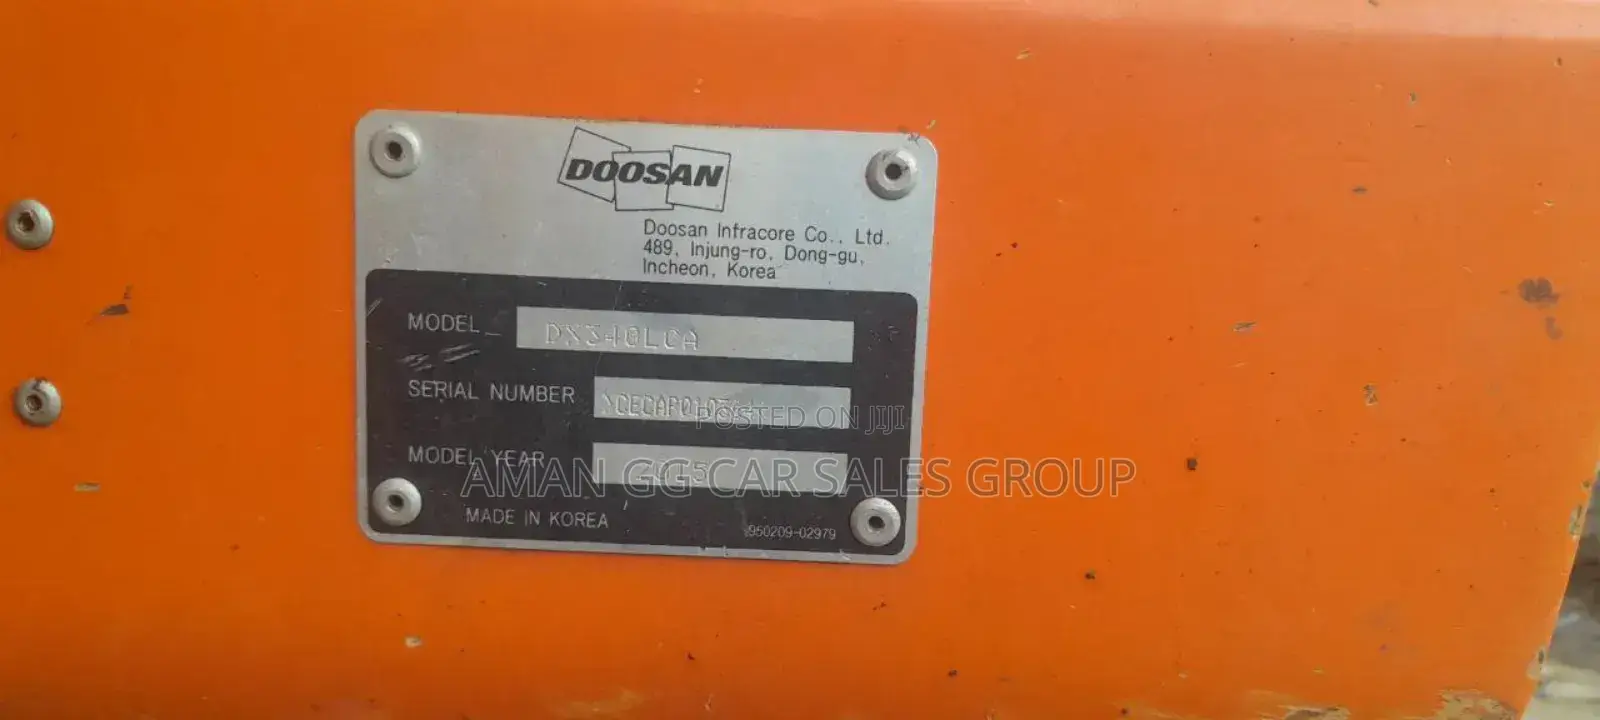 DOOSAN
Doosan Infracore Co., Ltd.
489, Injung-ro, Dong-gu,
Incheon, Korea
MODEL DX340LCA
SERIAL NUMBER
POSTED ON JIJI
MODEL YEAR 2015
AMAN GG CAR SALES GROUP
MADE IN KOREA
950209-02979